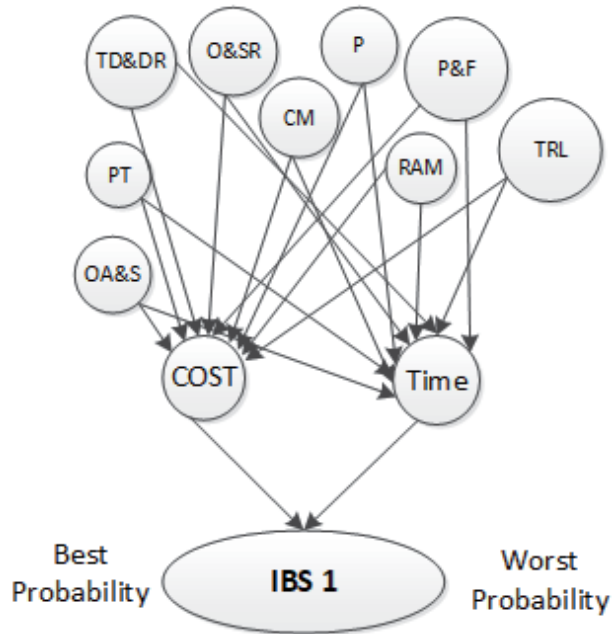 TD&DR
O&SR
P
P&F
CM
TRL
PT
RAM
OA&S
COST
Time
Best
Probability
IBS 1
Worst
Probability